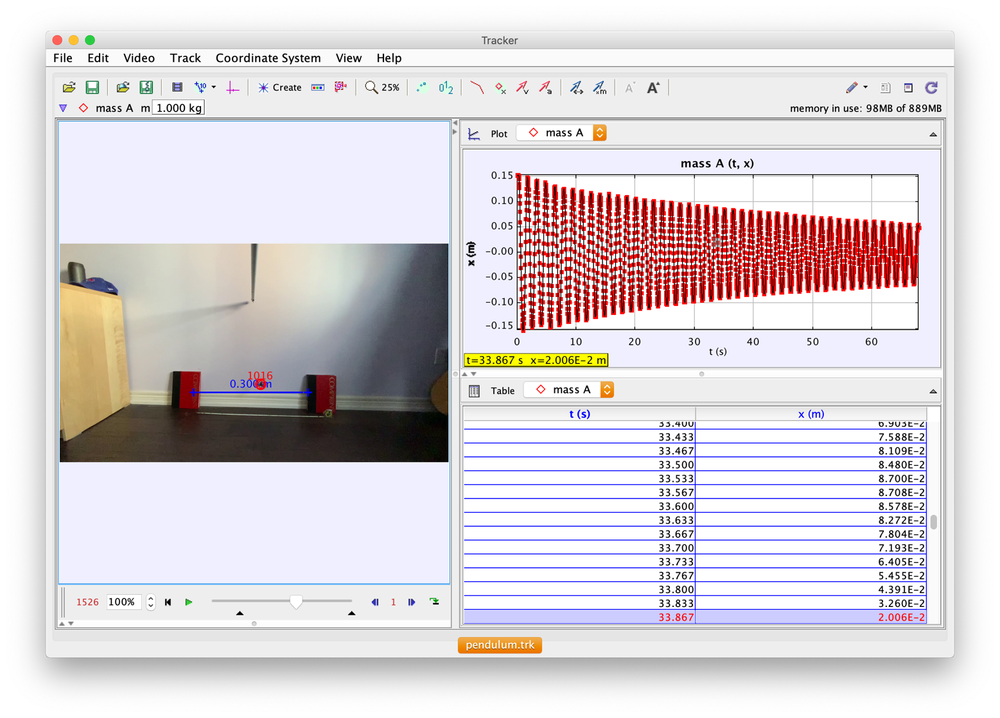 Tracker
File Edit Video Track Coordinate System View Help
Create 25%
mass A m 1.000 kg
memory in use: 98MB of 889MB
Plot mass A
mass A (t, x)
0.15
0.10
0.05
-0.00
-0.05
-0.10
-0.15
x (m)
0 10 20 30 40 50 60
t (s)
t=33.867 s x=2.006E-2 m
1016
0.300 m
Table mass A
t (s) x (m)
33.400 6.903E-2
33.433 7.588E-2
33.467 8.109E-2
33.500 8.480E-2
33.533 8.700E-2
33.567 8.708E-2
33.600 8.578E-2
33.633 8.272E-2
33.667 7.804E-2
33.700 7.193E-2
33.733 6.405E-2
33.767 5.455E-2
33.800 4.391E-2
33.833 3.260E-2
33.867 2.006E-2
1526 100% 1
pendulum.trk